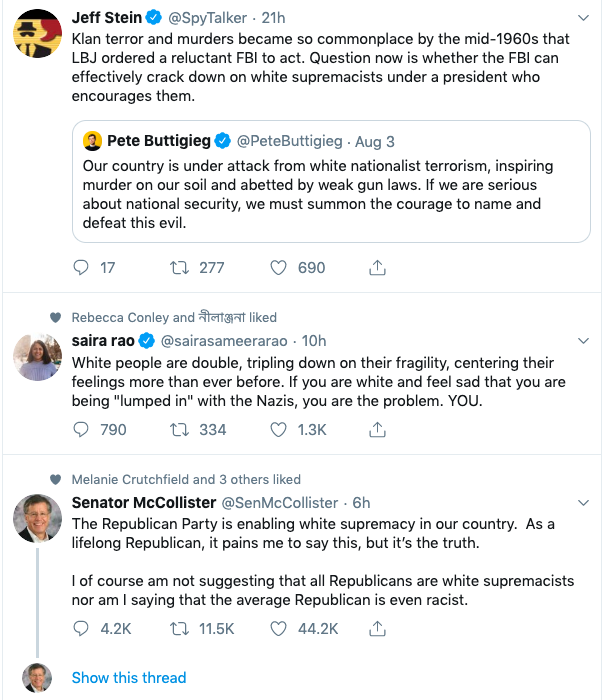 Jeff Stein @SpyTalker · 21h
Klan terror and murders became so commonplace by the mid-1960s that
LBJ ordered a reluctant FBI to act. Question now is whether the FBI can
effectively crack down on white supremacists under a president who
encourages them.
Pete Buttigieg @PeteButtigieg · Aug 3
Our country is under attack from white nationalist terrorism, inspiring
murder on our soil and abetted by weak gun laws. If we are serious
about national security, we must summon the courage to name and
defeat this evil.
17 277 690
Rebecca Conley and নীলাঞ্জনা liked
saira rao @sairasameerarao · 10h
White people are double, tripling down on their fragility, centering their
feelings more than ever before. If you are white and feel sad that you are
being "lumped in" with the Nazis, you are the problem. YOU.
790 334 1.3K
Melanie Crutchfield and 3 others liked
Senator McCollister @SenMcCollister · 6h
The Republican Party is enabling white supremacy in our country.  As a
lifelong Republican, it pains me to say this, but it's the truth.
I of course am not suggesting that all Republicans are white supremacists
nor am I saying that the average Republican is even racist.
4.2K 11.5K 44.2K
Show this thread